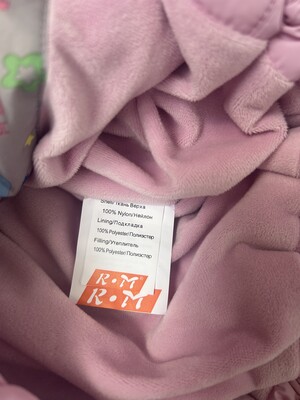 Shell/Ткань Верха
100% Nylon/Нейлон
Lining/Подкладка
100% Polyester/Полиэстер
Filling/Утеплитель
100% Polyester/Полиэстер
R•M
R•M